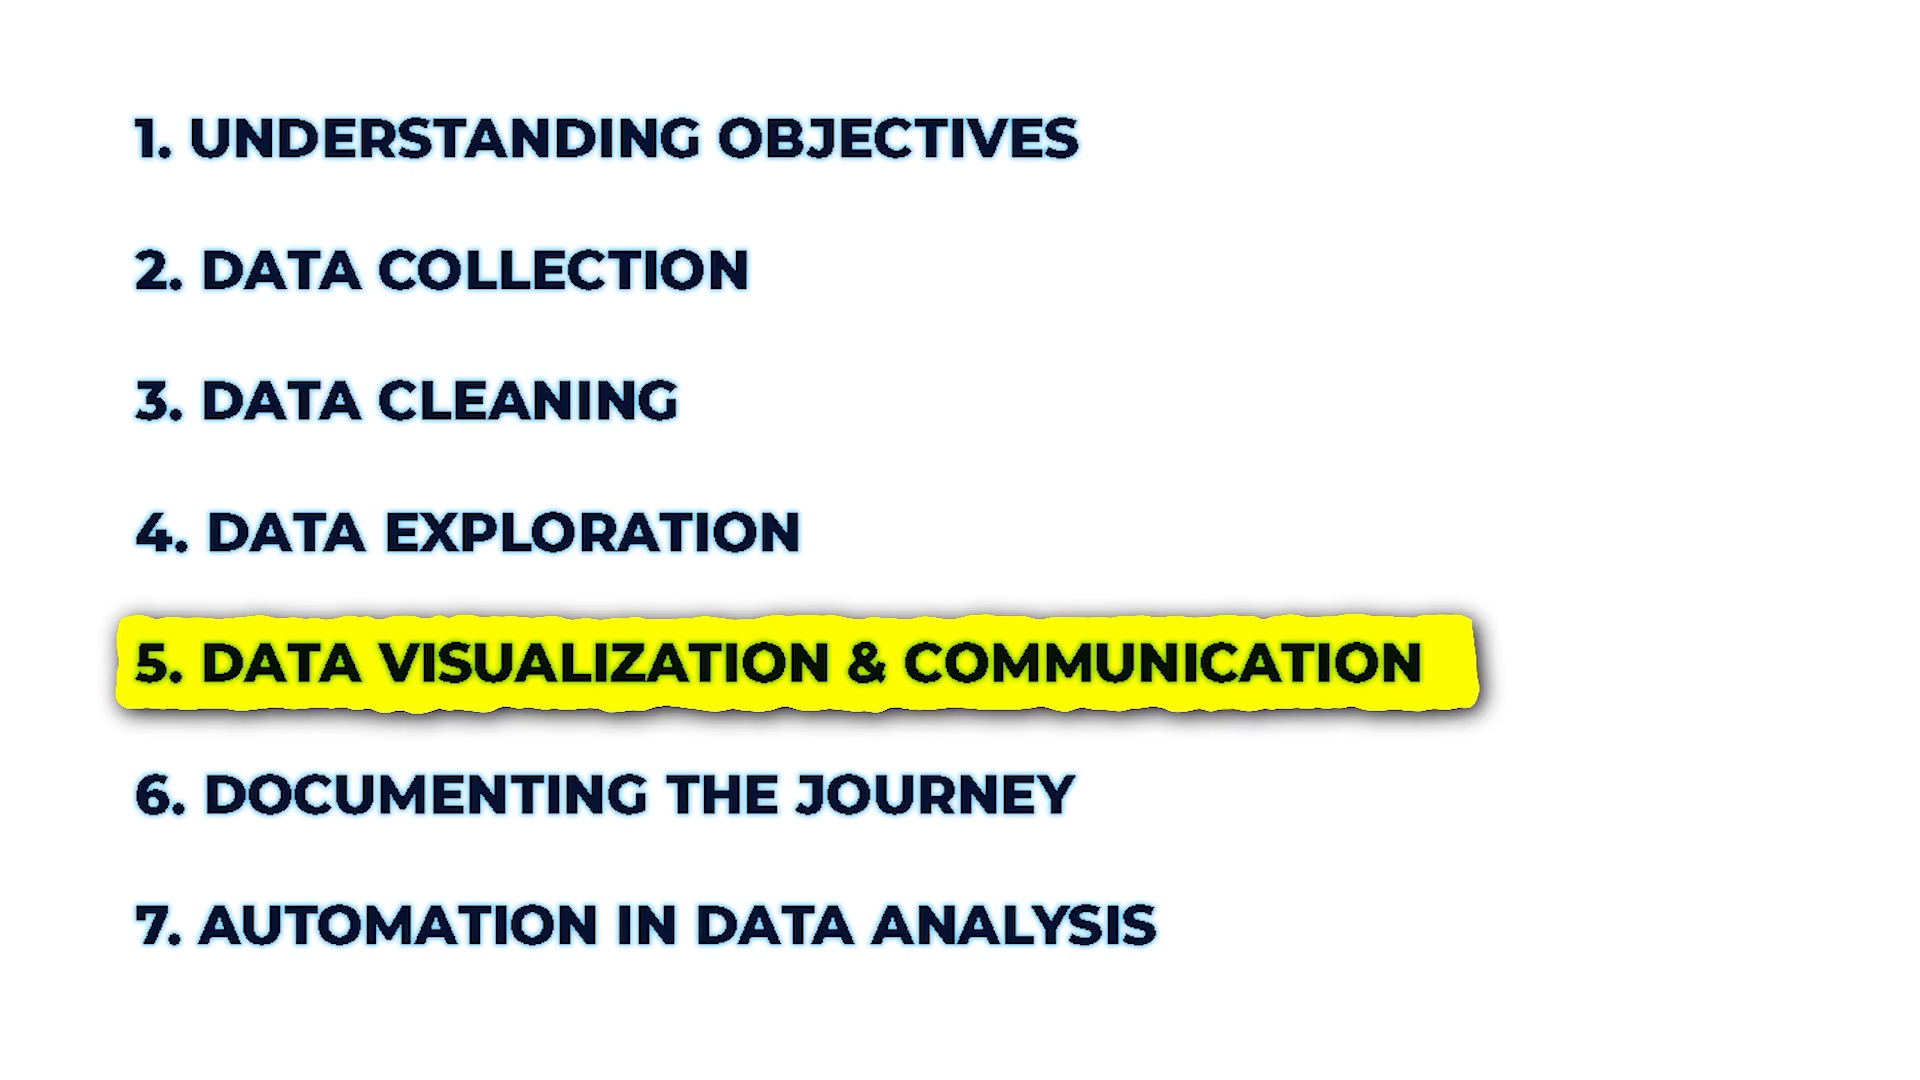 1. UNDERSTANDING OBJECTIVES
2. DATA COLLECTION
3. DATA CLEANING
4. DATA EXPLORATION
5. DATA VISUALIZATION & COMMUNICATION
6. DOCUMENTING THE JOURNEY
7. AUTOMATION IN DATA ANALYSIS